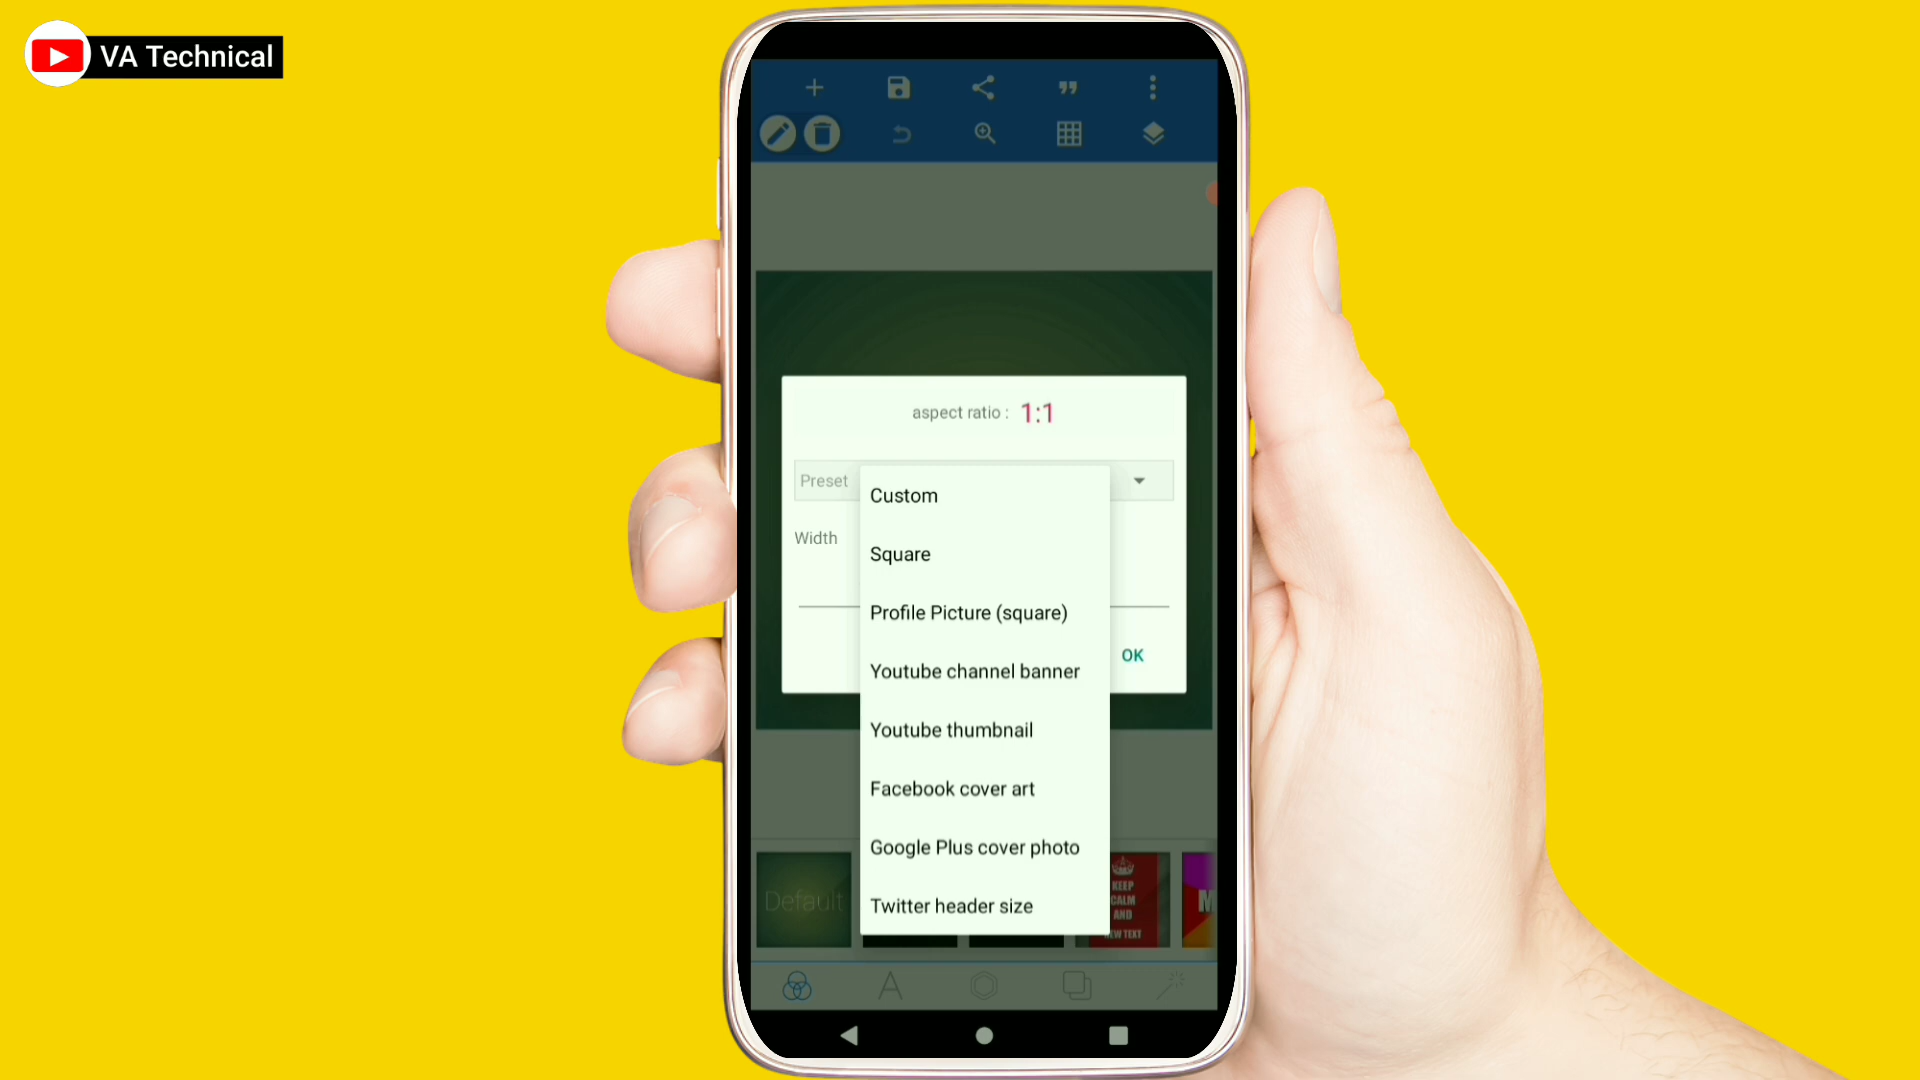 VA Technical
aspect ratio : 1:1
Preset
Custom
Width
Square
Profile Picture (square)
OK
Youtube channel banner
Youtube thumbnail
Facebook cover art
Google Plus cover photo
Twitter header size
Default
KEEP
CALM
AND
NEW TEXT
M